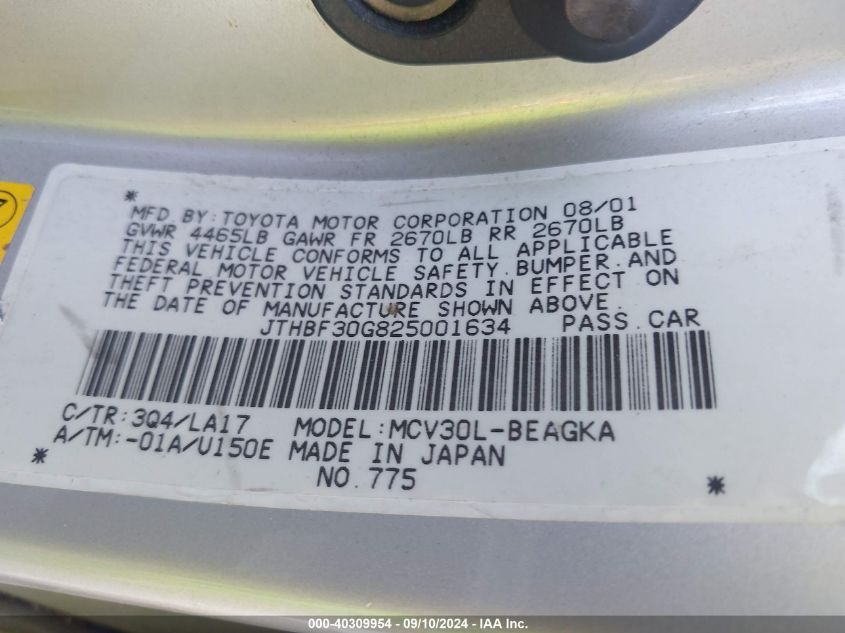 *
MFD. BY: TOYOTA MOTOR CORPORATION 08/01
GVWR 4465LB GAWR FR 2670LB RR 2670LB
THIS VEHICLE CONFORMS TO ALL APPLICABLE
FEDERAL MOTOR VEHICLE SAFETY. BUMPER. AND
THEFT PREVENTION STANDARDS IN EFFECT ON
THE DATE OF MANUFACTURE SHOWN ABOVE.
JTHBF30G825001634 PASS. CAR
C/TR: 3Q4/LA17 MODEL: MCV30L-BEAGKA
A/TM: -01A/U150E MADE IN JAPAN
* NO. 775 *
000-40309954 - 09/10/2024 - IAA Inc.